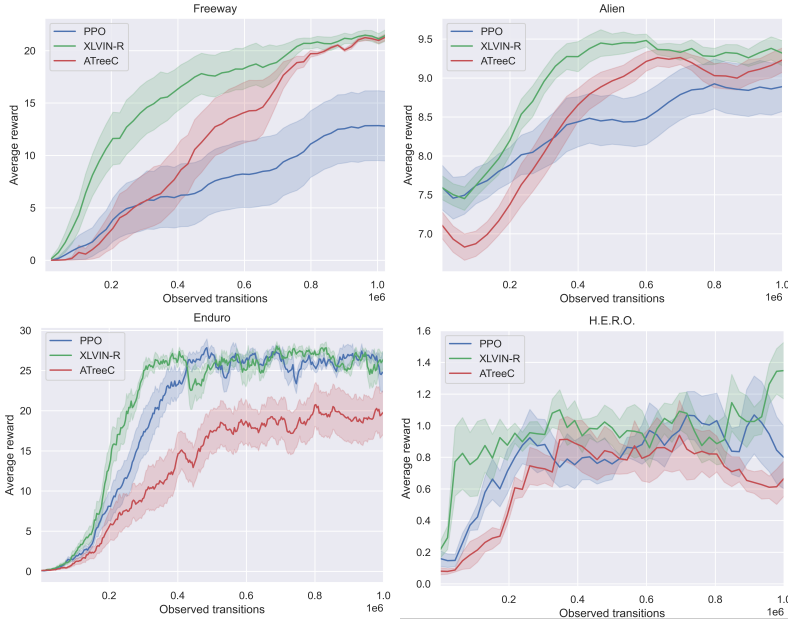 Freeway
PPO
XLVIN-R
ATreeC
Average reward
20
15
10
5
0
0.2 0.4 0.6 0.8 1.0
Observed transitions
1e6
Alien
PPO
XLVIN-R
ATreeC
Average reward
9.5
9.0
8.5
8.0
7.5
7.0
0.2 0.4 0.6 0.8 1.0
Observed transitions
1e6
Enduro
PPO
XLVIN-R
ATreeC
Average reward
30
25
20
15
10
5
0
0.2 0.4 0.6 0.8 1.0
Observed transitions
1e6
H.E.R.O.
PPO
XLVIN-R
ATreeC
Average reward
1.6
1.4
1.2
1.0
0.8
0.6
0.4
0.2
0.0
0.2 0.4 0.6 0.8 1.0
Observed transitions
1e6